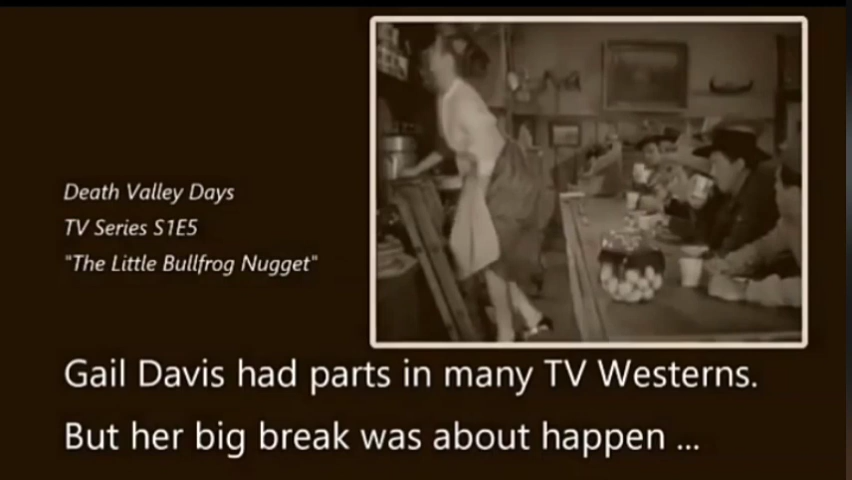 Death Valley Days
TV Series S1E5
"The Little Bullfrog Nugget"
Gail Davis had parts in many TV Westerns.
But her big break was about happen ...